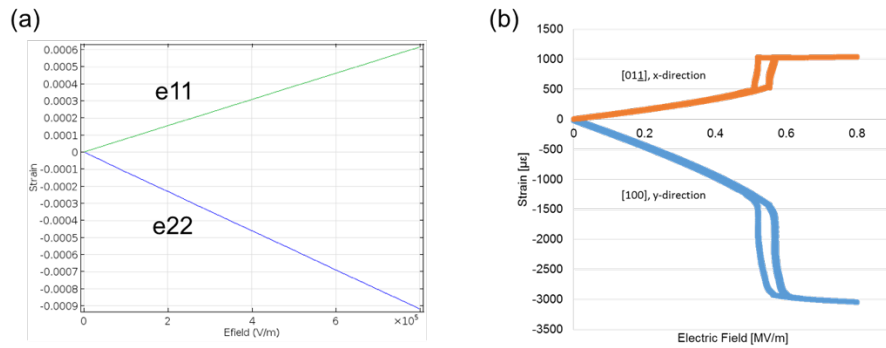 (a)
0.0006
0.0005
0.0004
0.0003
0.0002
0.0001
0
-0.0001
-0.0002
-0.0003
-0.0004
-0.0005
-0.0006
-0.0007
-0.0008
-0.0009
Strain
e11
e22
0 2 4 6 ×10⁵
Efield (V/m)
(b)
1500
1000
500
0
-500
-1000
-1500
-2000
-2500
-3000
-3500
Strain [με]
[011̲], x-direction
0 0.2 0.4 0.6 0.8
[100], y-direction
Electric Field [MV/m]